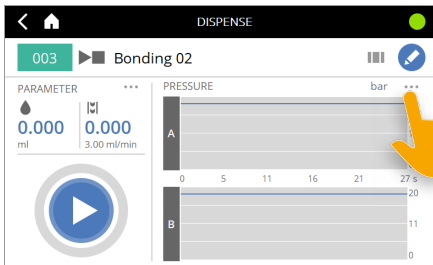 DISPENSE
003 Bonding 02
PARAMETER ··· PRESSURE bar ···
0.000 0.000
ml 3.00 ml/min
A
0 5 11 16 21 27 s
20
B 11
0